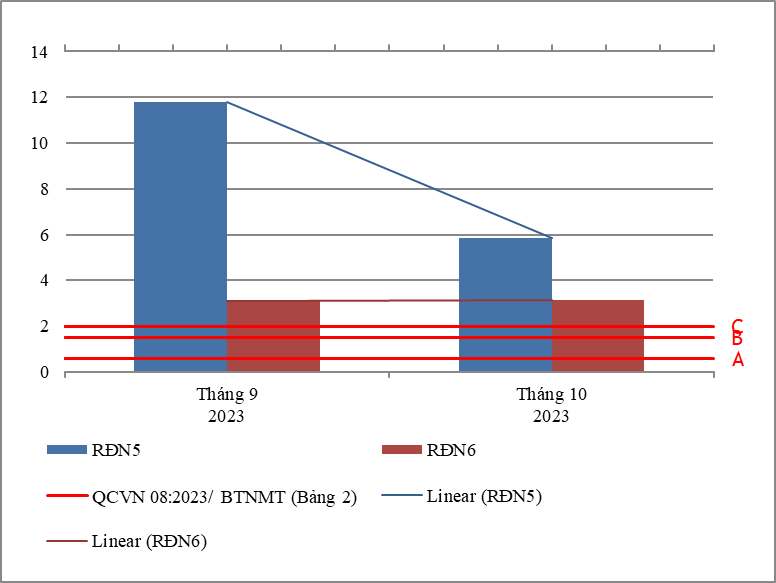 14
12
10
8
6
4
2
0
C
B
A
Tháng 9
2023
Tháng 10
2023
RĐN5
RĐN6
QCVN 08:2023/ BTNMT (Bảng 2)
Linear (RĐN5)
Linear (RĐN6)